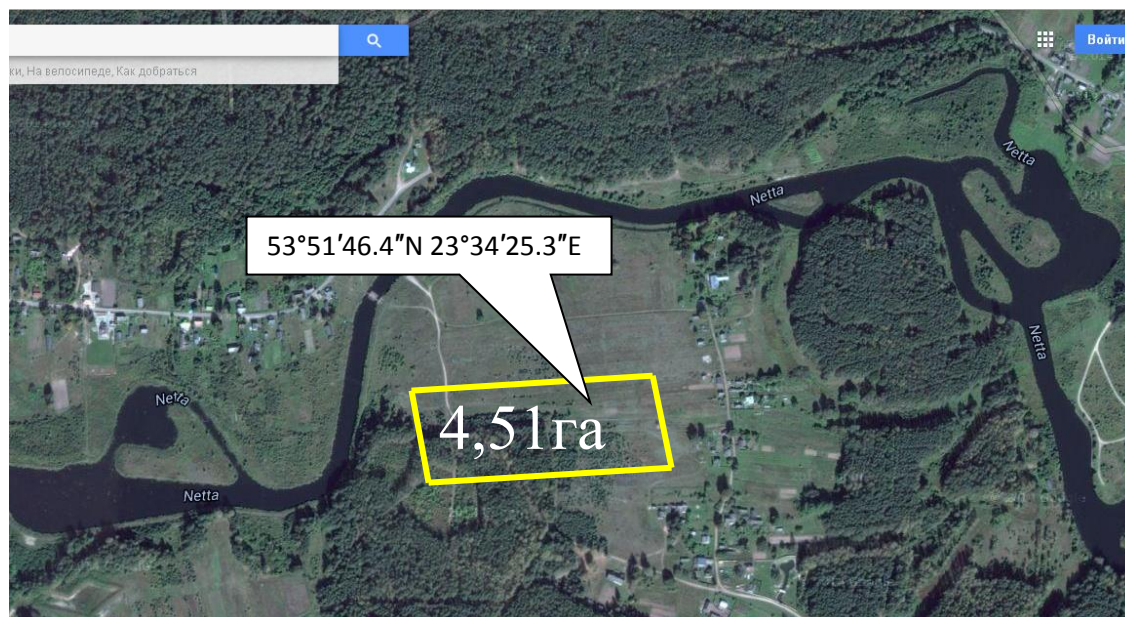 Войти
ки, На велосипеде, Как добраться
Netta
Netta
53°51′46.4″N 23°34′25.3″E
Netta
Netta
4,51га
Netta